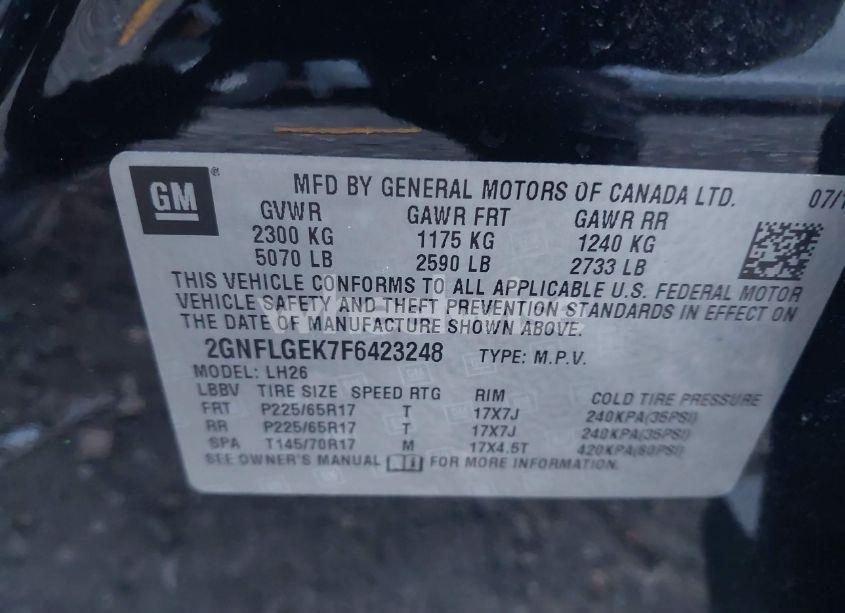 GM ® MFD BY GENERAL MOTORS OF CANADA LTD. 07/1
GVWR GAWR FRT GAWR RR
2300 KG 1175 KG 1240 KG
5070 LB 2590 LB 2733 LB
THIS VEHICLE CONFORMS TO ALL APPLICABLE U.S. FEDERAL MOTOR
VEHICLE SAFETY AND THEFT PREVENTION STANDARDS IN EFFECT ON
THE DATE OF MANUFACTURE SHOWN ABOVE.
2GNFLGEK7F6423248 TYPE: M.P.V.
MODEL: LH26
LBBV TIRE SIZE SPEED RTG RIM COLD TIRE PRESSURE
FRT P225/65R17 T 17X7J 240KPA(35PSI)
RR P225/65R17 T 17X7J 240KPA(35PSI)
SPA T145/70R17 M 17X4.5T 420KPA(60PSI)
SEE OWNER'S MANUAL FOR MORE INFORMATION.